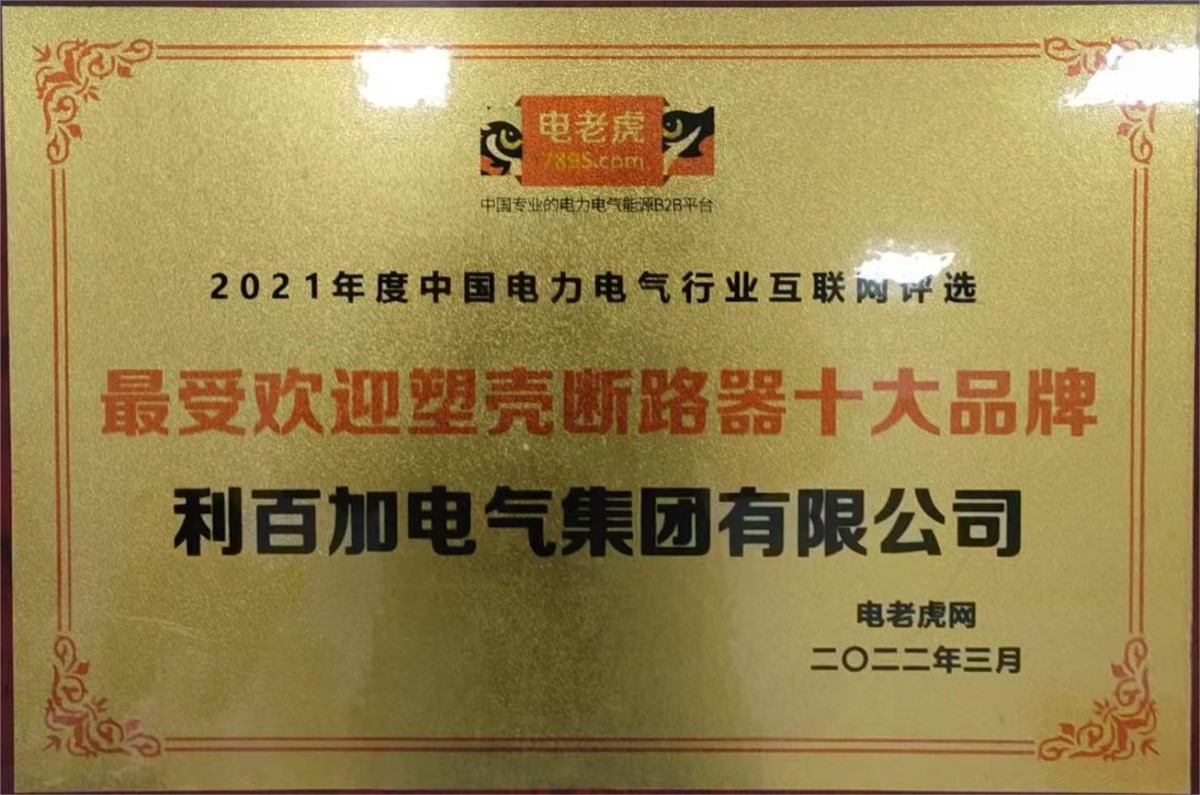 电老虎
7895.com
中国专业的电力电气能源B2B平台
2021年度中国电力电气行业互联网评选
最受欢迎塑壳断路器十大品牌
利百加电气集团有限公司
电老虎网
二〇二二年三月